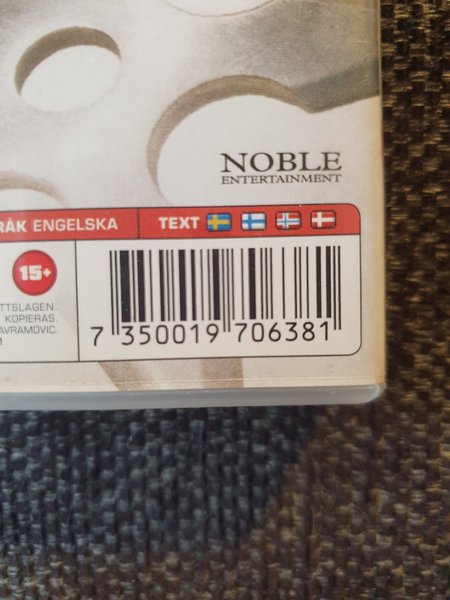 NOBLE
ENTERTAINMENT
RÅK ENGELSKA
TEXT
15+
TTSLAGEN.
KOPIERAS.
AVRAMOVIC.
7 350019 706381